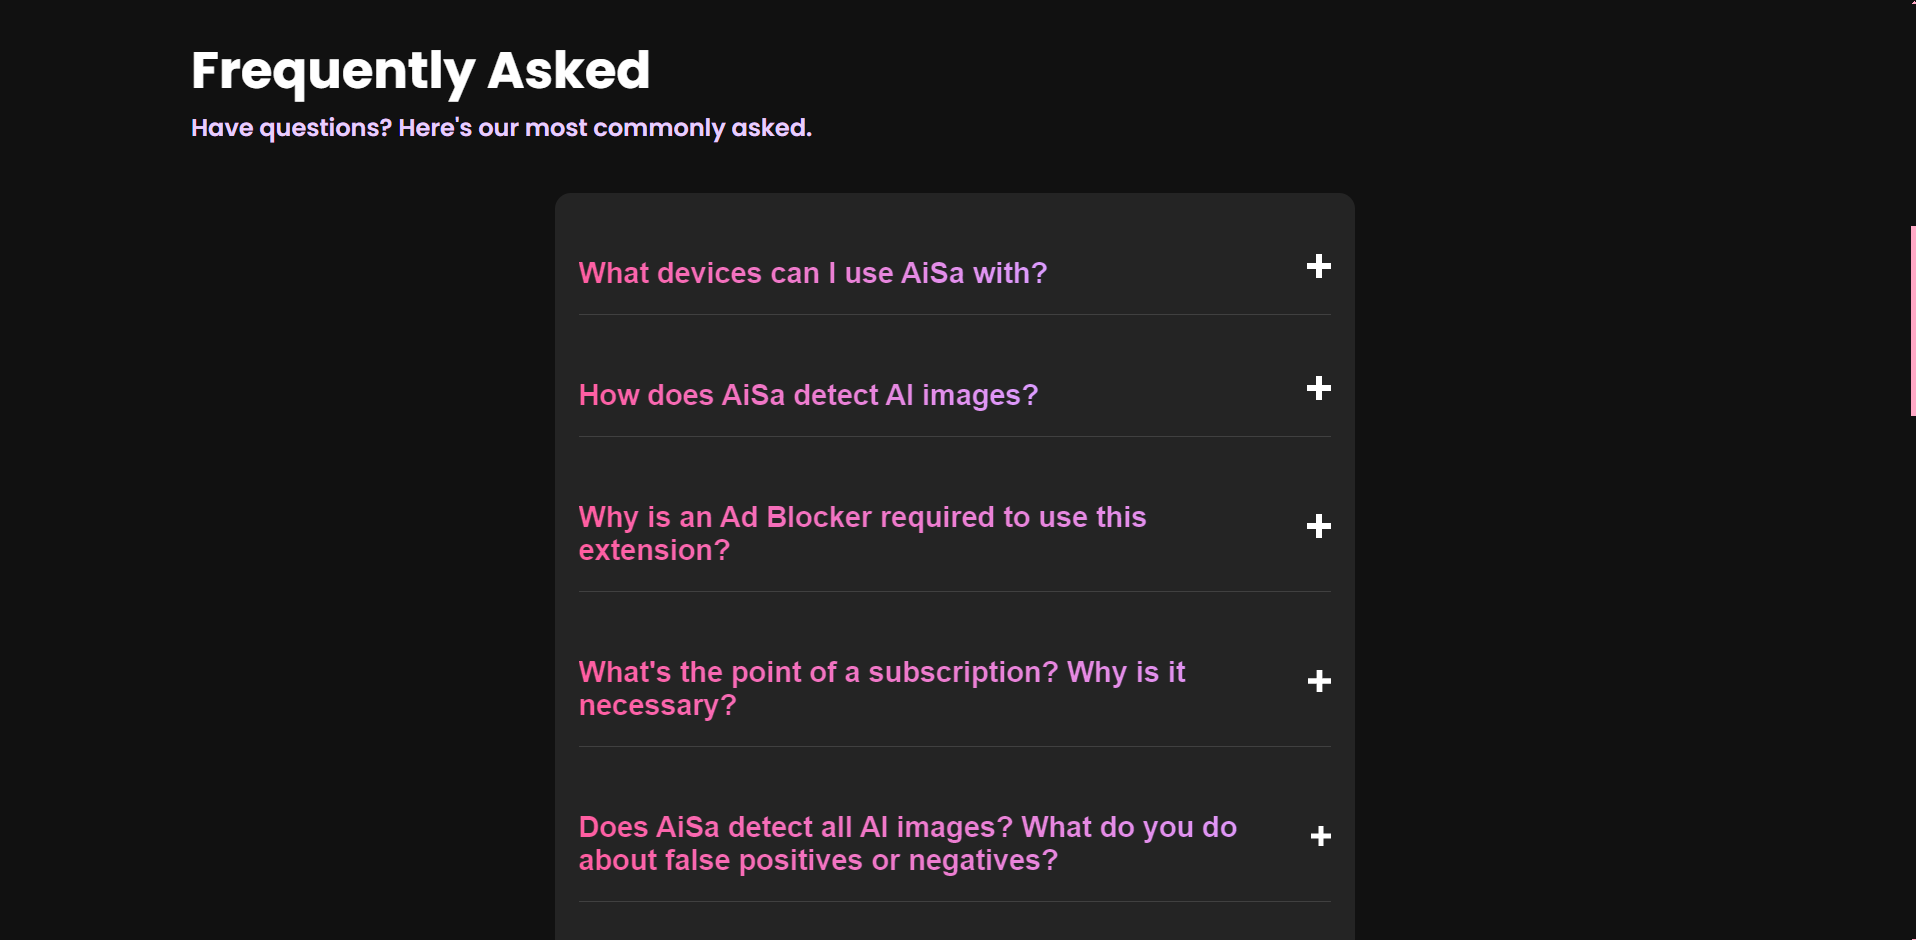 Frequently Asked
Have questions? Here's our most commonly asked.
What devices can I use AiSa with?
How does AiSa detect AI images?
Why is an Ad Blocker required to use this
extension?
What's the point of a subscription? Why is it
necessary?
Does AiSa detect all AI images? What do you do
about false positives or negatives?